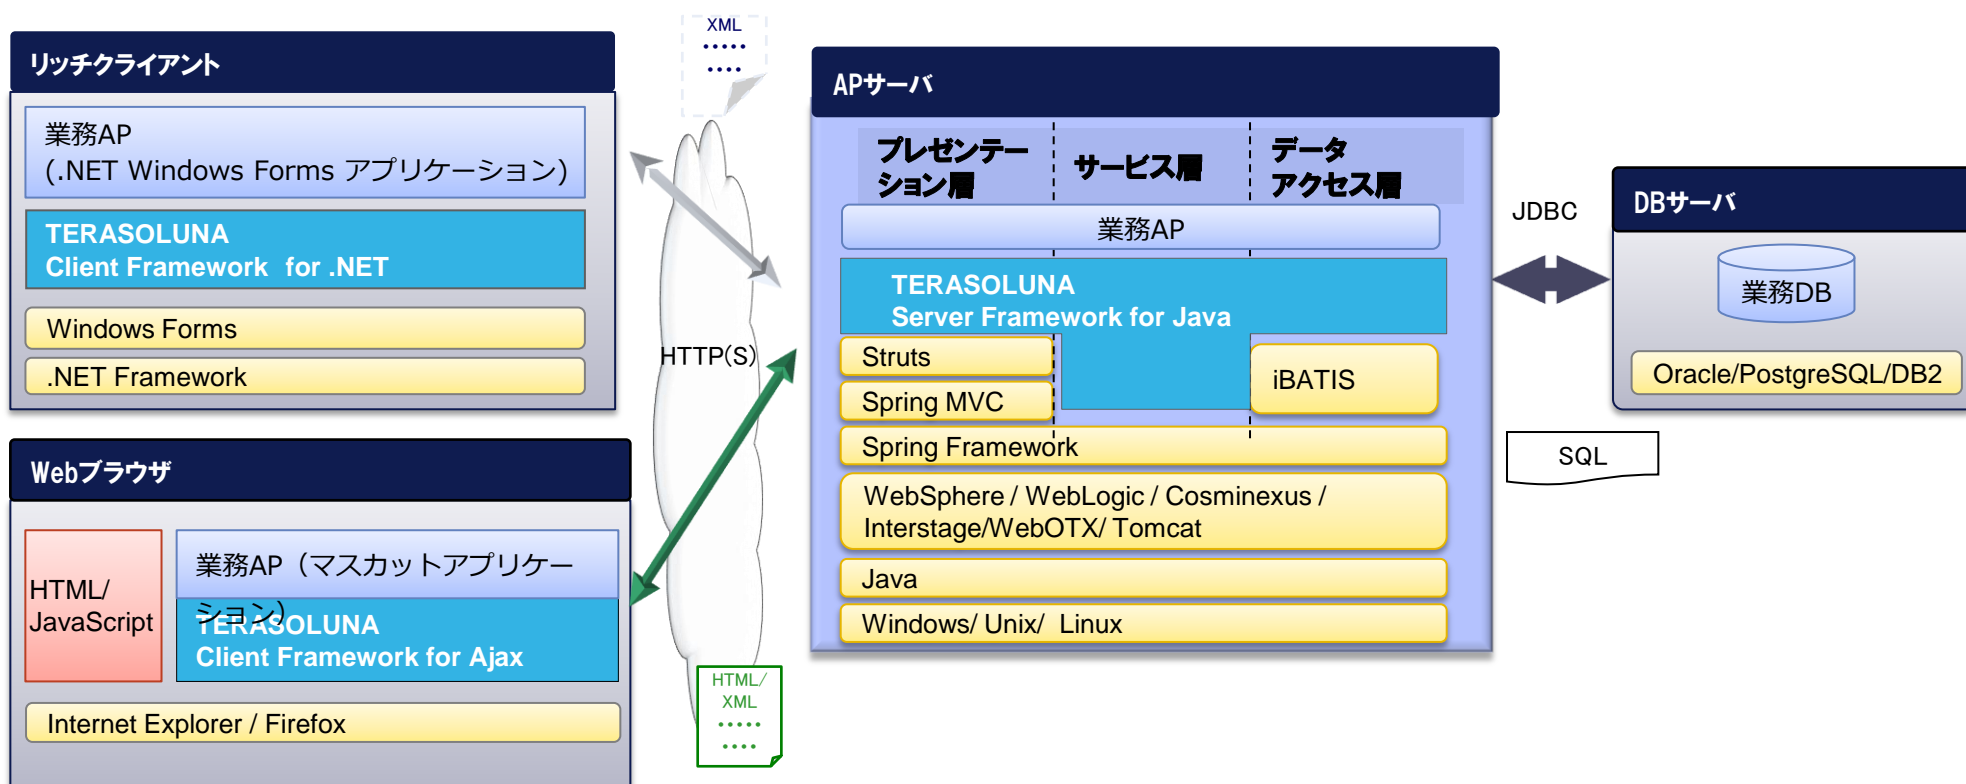 リッチクライアント
業務AP
(.NET Windows Forms アプリケーション)
TERASOLUNA
Client Framework for .NET
Windows Forms
.NET Framework
Webブラウザ
HTML/
JavaScript
業務AP（マスカットアプリケー
ション）
TERASOLUNA
Client Framework for Ajax
Internet Explorer / Firefox
XML
•••••
••••
HTTP(S)
HTML/
XML
•••••
••••
APサーバ
プレゼンテー
ション層
サービス層
データ
アクセス層
業務AP
TERASOLUNA
Server Framework for Java
Struts
Spring MVC
iBATIS
Spring Framework
WebSphere / WebLogic / Cosminexus /
Interstage/WebOTX/ Tomcat
Java
Windows/ Unix/ Linux
JDBC
SQL
DBサーバ
業務DB
Oracle/PostgreSQL/DB2